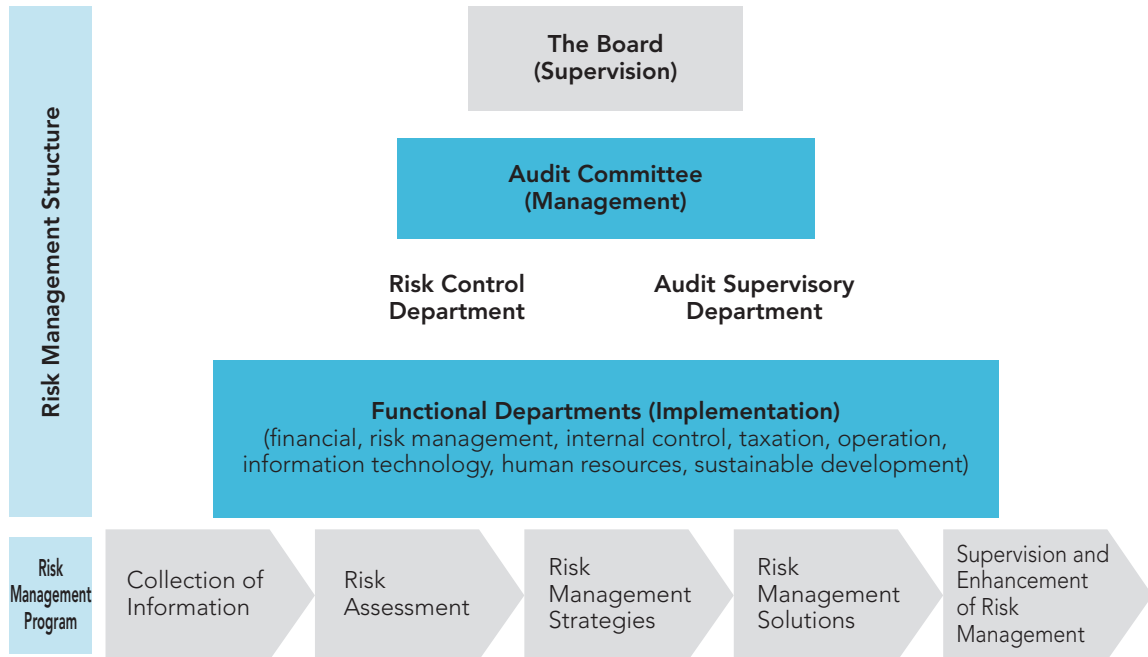 Risk Management Structure
The Board
(Supervision)
Audit Committee
(Management)
Risk Control
Department
Audit Supervisory
Department
Functional Departments (Implementation)
(financial, risk management, internal control, taxation, operation,
information technology, human resources, sustainable development)
Risk
Management
Program
Collection of
Information
Risk
Assessment
Risk
Management
Strategies
Risk
Management
Solutions
Supervision and
Enhancement
of Risk
Management